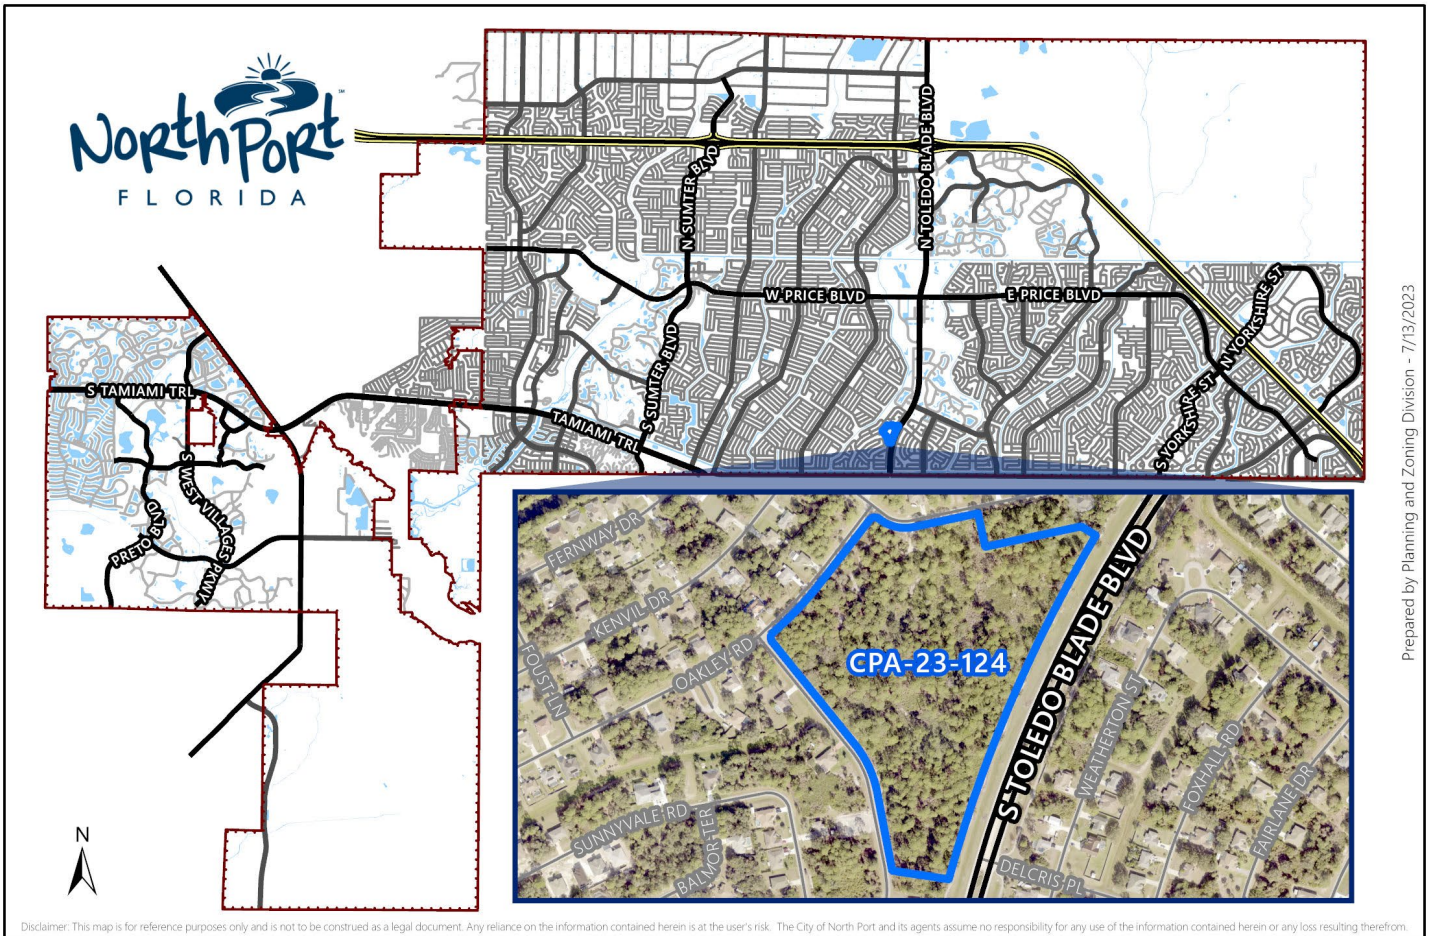 NorthPort™
FLORIDA
N SUMTER BLVD
N TOLEDO BLADE BLVD
W PRICE BLVD
E PRICE BLVD
N YORKSHIRE ST
S YORKSHIRE ST
S SUMTER BLVD
S TAMIAMI TRL
TAMIAMI TRL
S WEST VILLAGES PKWY
PRETO BLVD
FERNWAY DR
KENVIL DR
OAKLEY RD
FOUST LN
CPA-23-124
S TOLEDO BLADE BLVD
WEATHERTON ST
FOXHALL RD
FAIRLANE DR
SUNNYVALE RD
BALMOR TER
DELCRIS PL
N
Prepared by Planning and Zoning Division - 7/13/2023
Disclaimer: This map is for reference purposes only and is not to be construed as a legal document. Any reliance on the information contained herein is at the user's risk. The City of North Port and its agents assume no responsibility for any use of the information contained herein or any loss resulting therefrom.